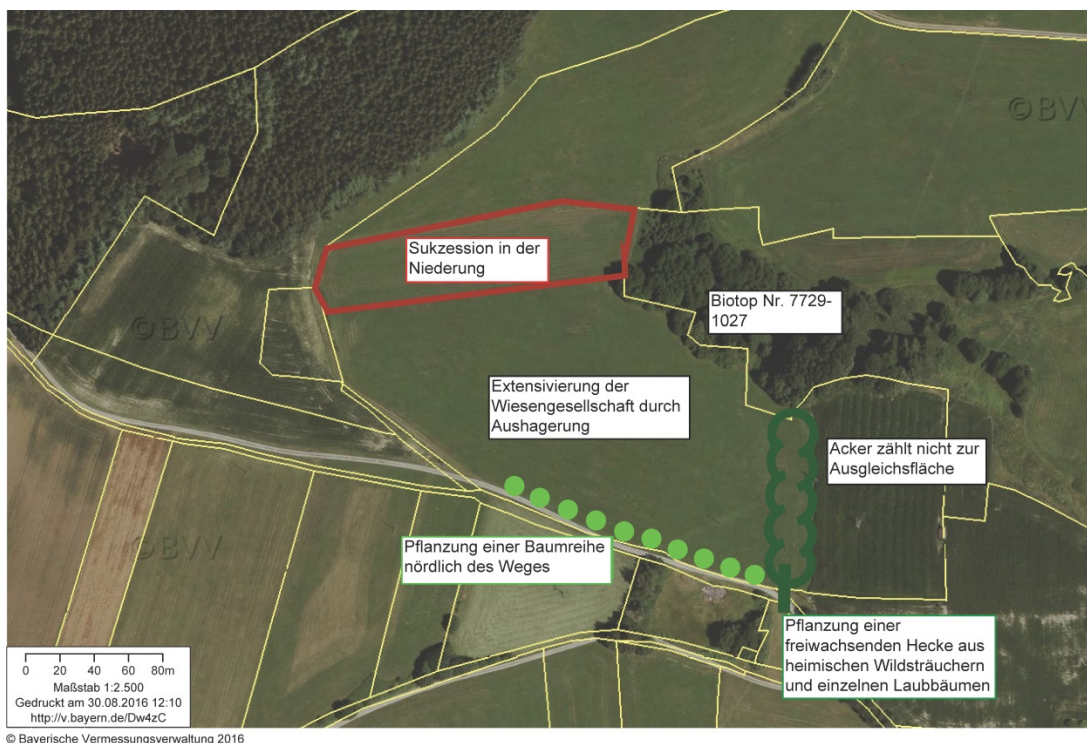 ©BVV
Sukzession in der
Niederung
Biotop Nr. 7729-
1027
©BVV
Extensivierung der
Wiesengesellschaft durch
Aushagerung
Acker zählt nicht zur
Ausgleichsfläche
©BVV
Pflanzung einer Baumreihe
nördlich des Weges
Pflanzung einer
freiwachsenden Hecke aus
heimischen Wildsträuchern
und einzelnen Laubbäumen
0 20 40 60 80m
Maßstab 1:2.500
Gedruckt am 30.08.2016 12:10
http://v.bayern.de/Dw4zC
© Bayerische Vermessungsverwaltung 2016